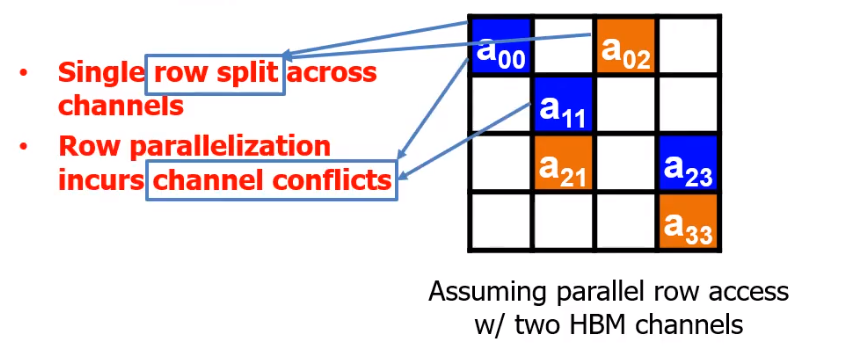 • Single row split across
channels
• Row parallelization
incurs channel conflicts
a00 a02
a11
a21 a23
a33
Assuming parallel row access
w/ two HBM channels